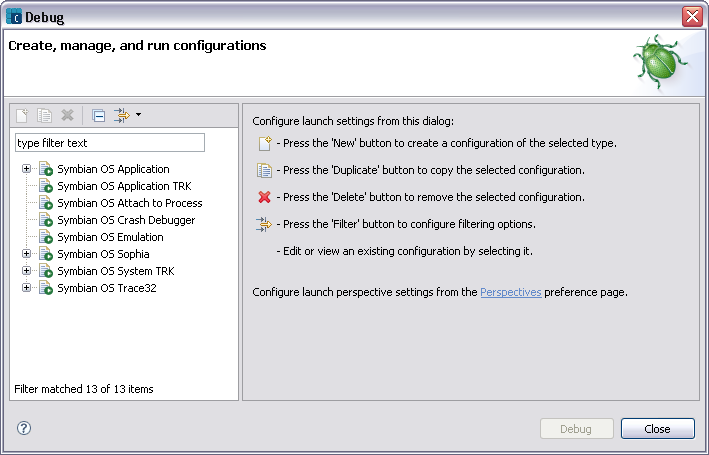 Debug
Create, manage, and run configurations
type filter text
Symbian OS Application
Symbian OS Application TRK
Symbian OS Attach to Process
Symbian OS Crash Debugger
Symbian OS Emulation
Symbian OS Sophia
Symbian OS System TRK
Symbian OS Trace32
Filter matched 13 of 13 items
Configure launch settings from this dialog:
- Press the 'New' button to create a configuration of the selected type.
- Press the 'Duplicate' button to copy the selected configuration.
- Press the 'Delete' button to remove the selected configuration.
- Press the 'Filter' button to configure filtering options.
- Edit or view an existing configuration by selecting it.
Configure launch perspective settings from the Perspectives preference page.
Debug
Close